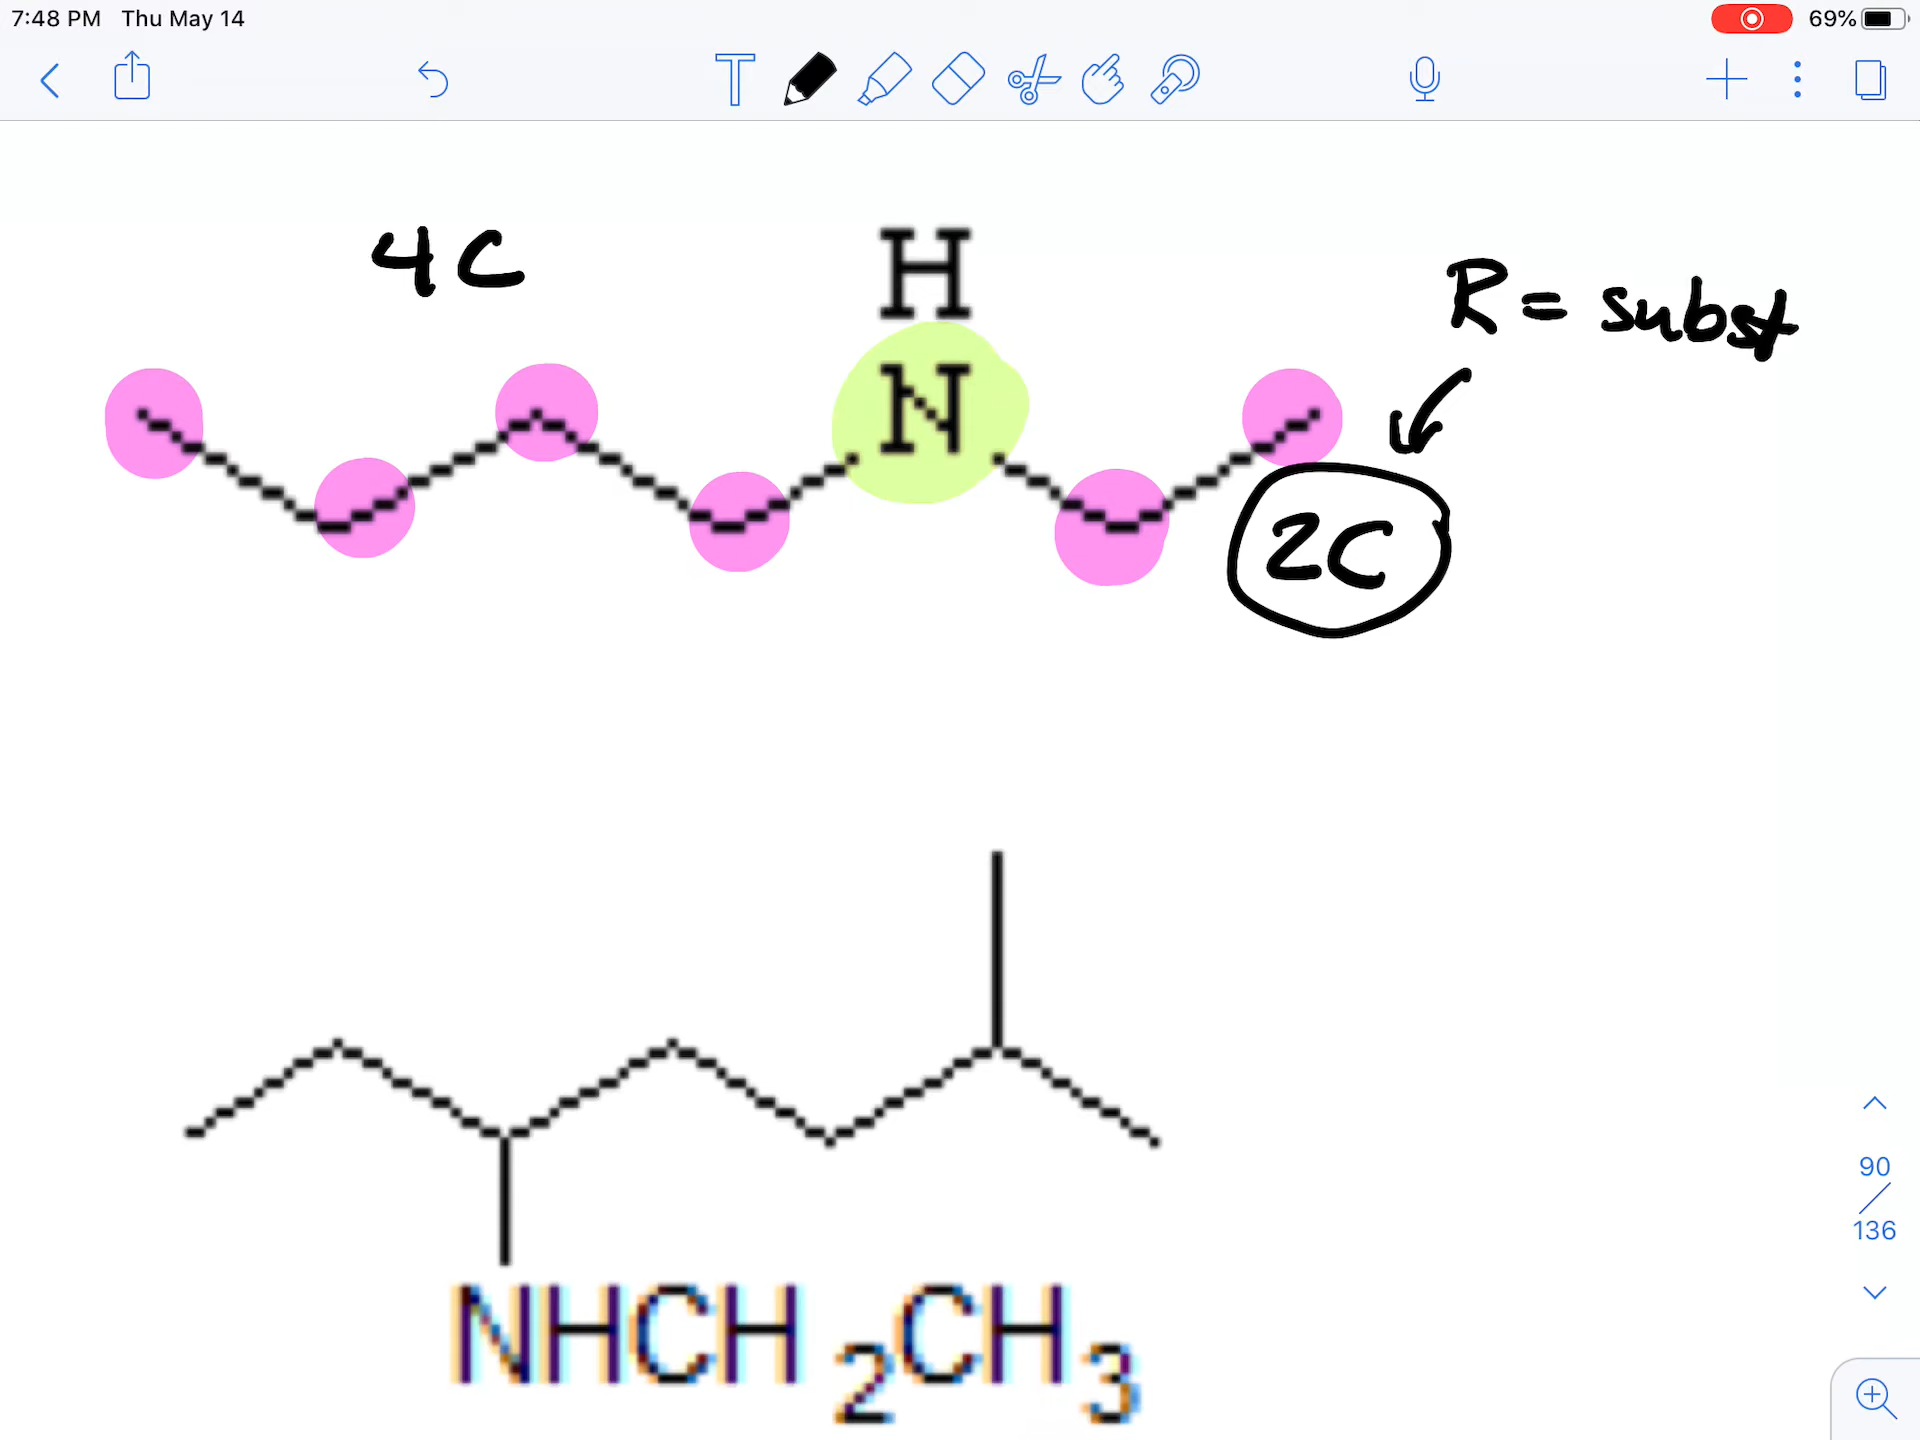 7:48 PM Thu May 14
69%
T
4C
H
N
R = subst
2C
NHCH2CH3
90
136